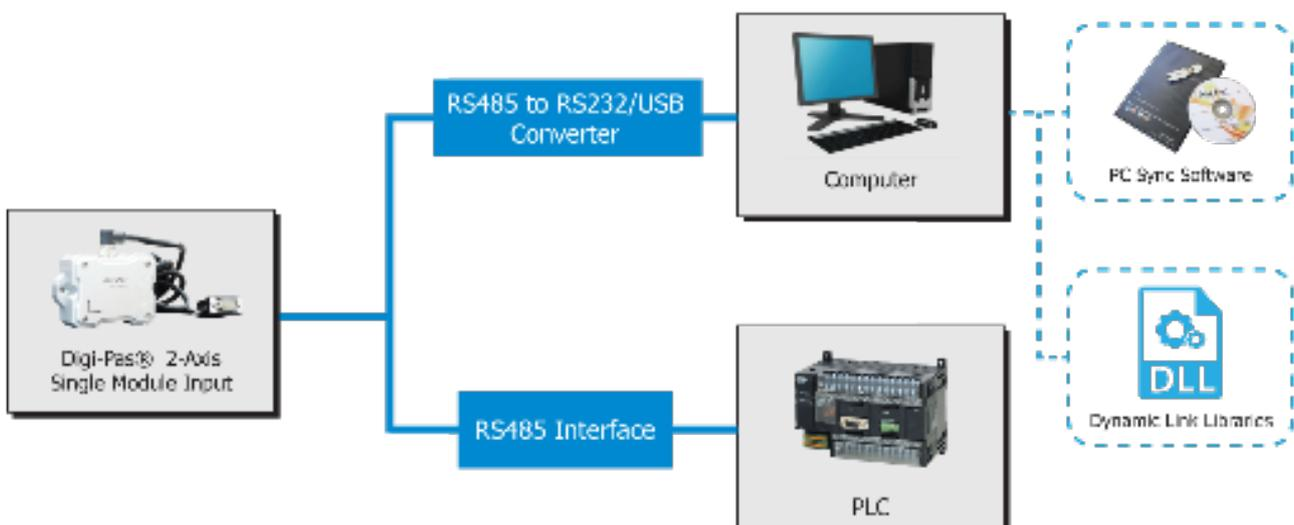 RS485 to RS232/USB
Converter
Computer
PC Sync Software
Digi-Pas® 2-Axis
Single Module Input
DLL
Dynamic Link Libraries
RS485 Interface
PLC